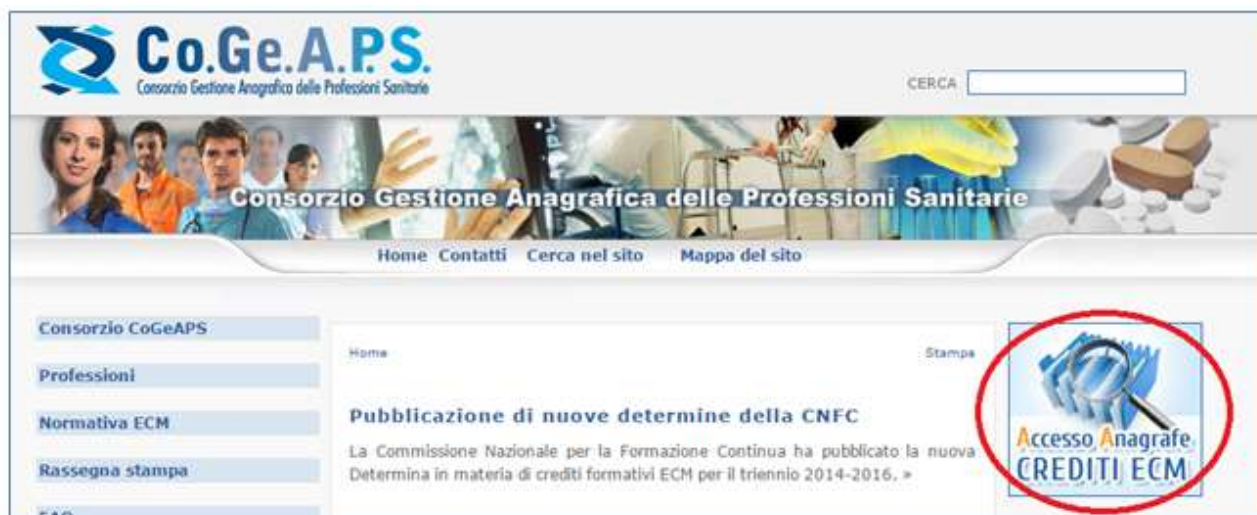 Co.Ge.A.P.S.
Consorzio Gestione Anagrafica delle Professioni Sanitarie
CERCA
Consorzio Gestione Anagrafica delle Professioni Sanitarie
Home Contatti Cerca nel sito Mappa del sito
Consorzio CoGeAPS
Professioni
Normativa ECM
Rassegna stampa
Home Stampa
Pubblicazione di nuove determine della CNFC
La Commissione Nazionale per la Formazione Continua ha pubblicato la nuova
Determina in materia di crediti formativi ECM per il triennio 2014-2016. »
Accesso Anagrafe
CREDITI ECM